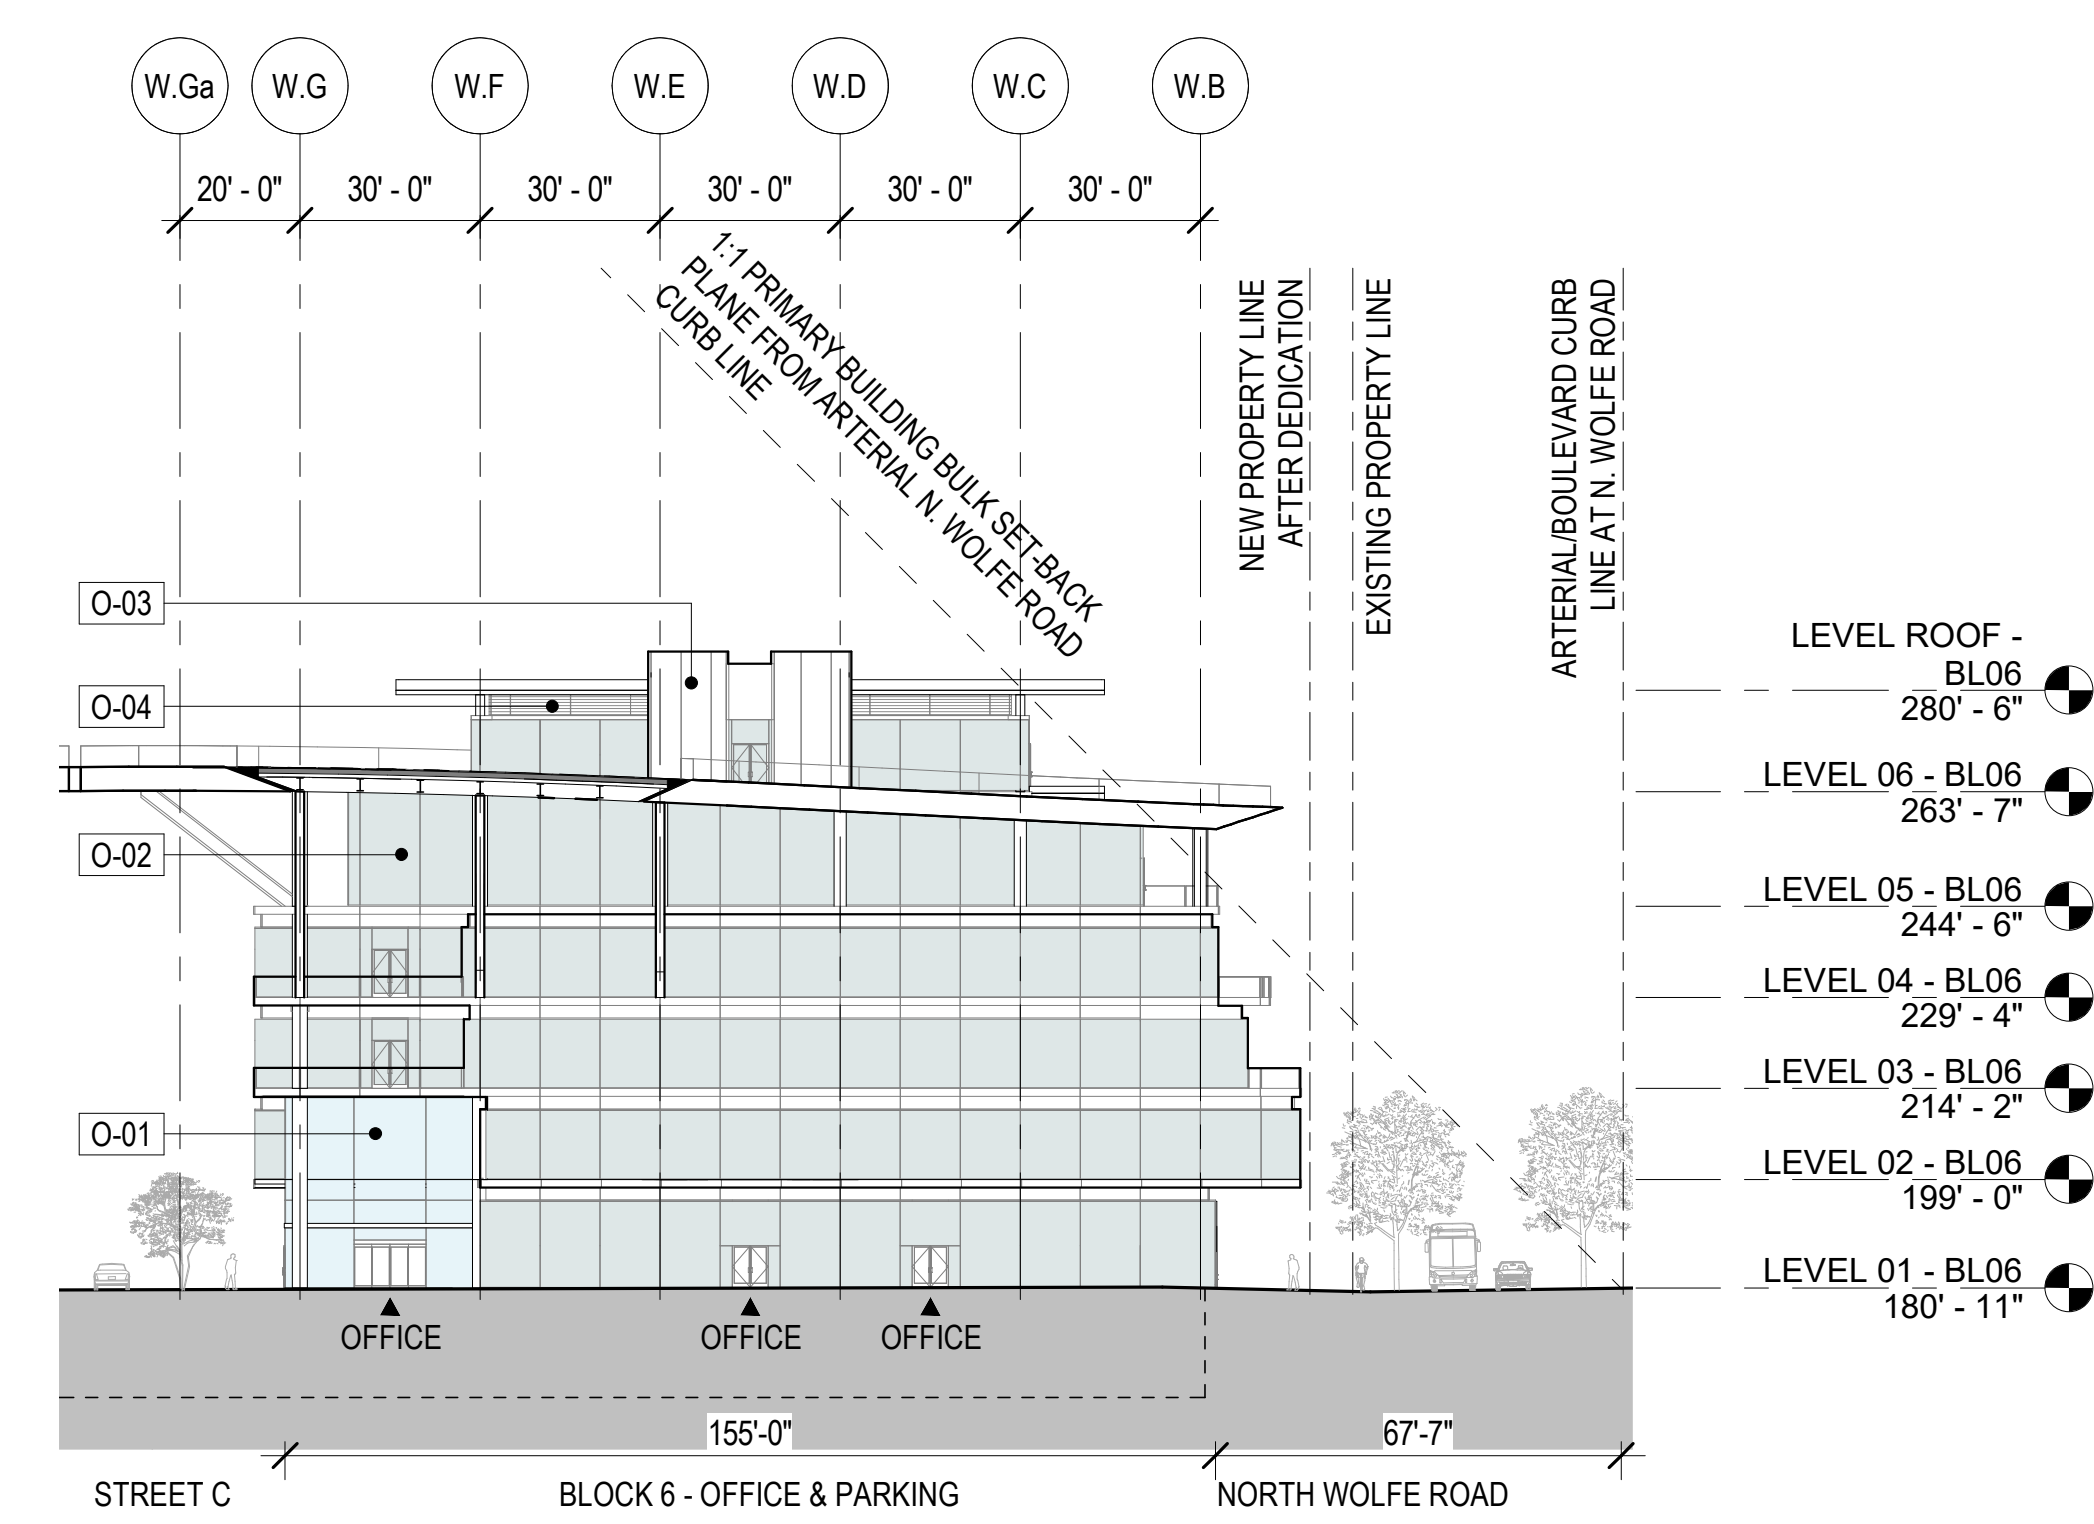 W.Ga
W.G
W.F
W.E
W.D
W.C
W.B
20' - 0"
30' - 0"
30' - 0"
30' - 0"
30' - 0"
30' - 0"
1:1 PRIMARY BUILDING BULK SET-BACK
PLANE FROM ARTERIAL N. WOLFE ROAD
CURB LINE
NEW PROPERTY LINE
AFTER DEDICATION
EXISTING PROPERTY LINE
ARTERIAL/BOULEVARD CURB
LINE AT N. WOLFE ROAD
O-03
O-04
O-02
O-01
LEVEL ROOF -
BL06
280' - 6"
LEVEL 06 - BL06
263' - 7"
LEVEL 05 - BL06
244' - 6"
LEVEL 04 - BL06
229' - 4"
LEVEL 03 - BL06
214' - 2"
LEVEL 02 - BL06
199' - 0"
LEVEL 01 - BL06
180' - 11"
OFFICE
OFFICE
OFFICE
155'-0"
67'-7"
STREET C
BLOCK 6 - OFFICE & PARKING
NORTH WOLFE ROAD